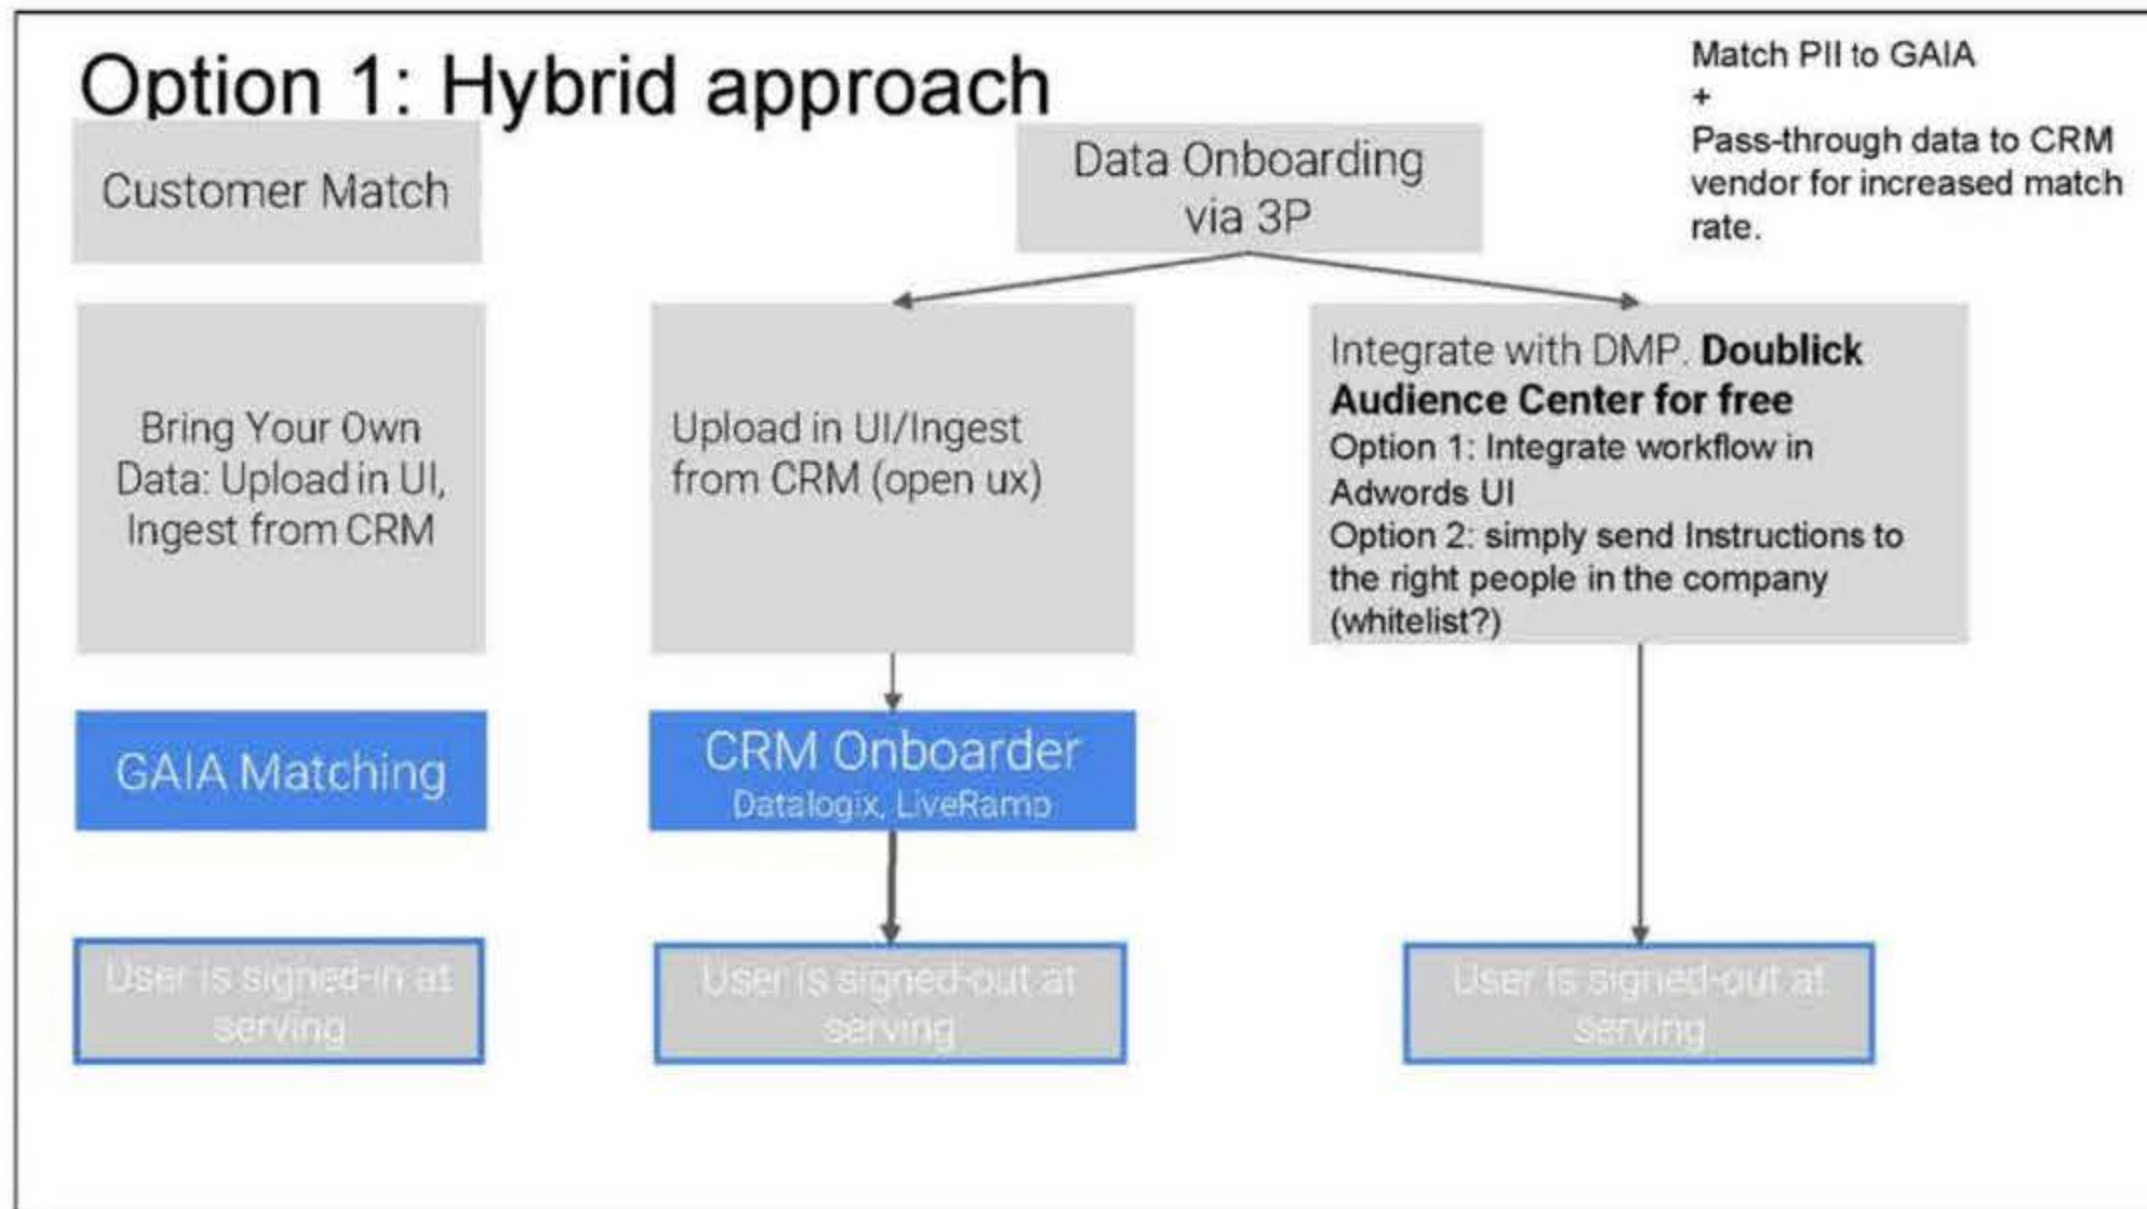 Option 1: Hybrid approach
Match PII to GAIA
+
Pass-through data to CRM
vendor for increased match
rate.
Customer Match
Data Onboarding
via 3P
Bring Your Own
Data: Upload in UI,
Ingest from CRM
Upload in UI/Ingest
from CRM (open ux)
Integrate with DMP. Doublick
Audience Center for free
Option 1: Integrate workflow in
Adwords UI
Option 2: simply send Instructions to
the right people in the company
(whitelist?)
GAIA Matching
CRM Onboarder
Datalogix, LiveRamp
User is signed-in at
serving
User is signed-out at
serving
User is signed-out at
serving